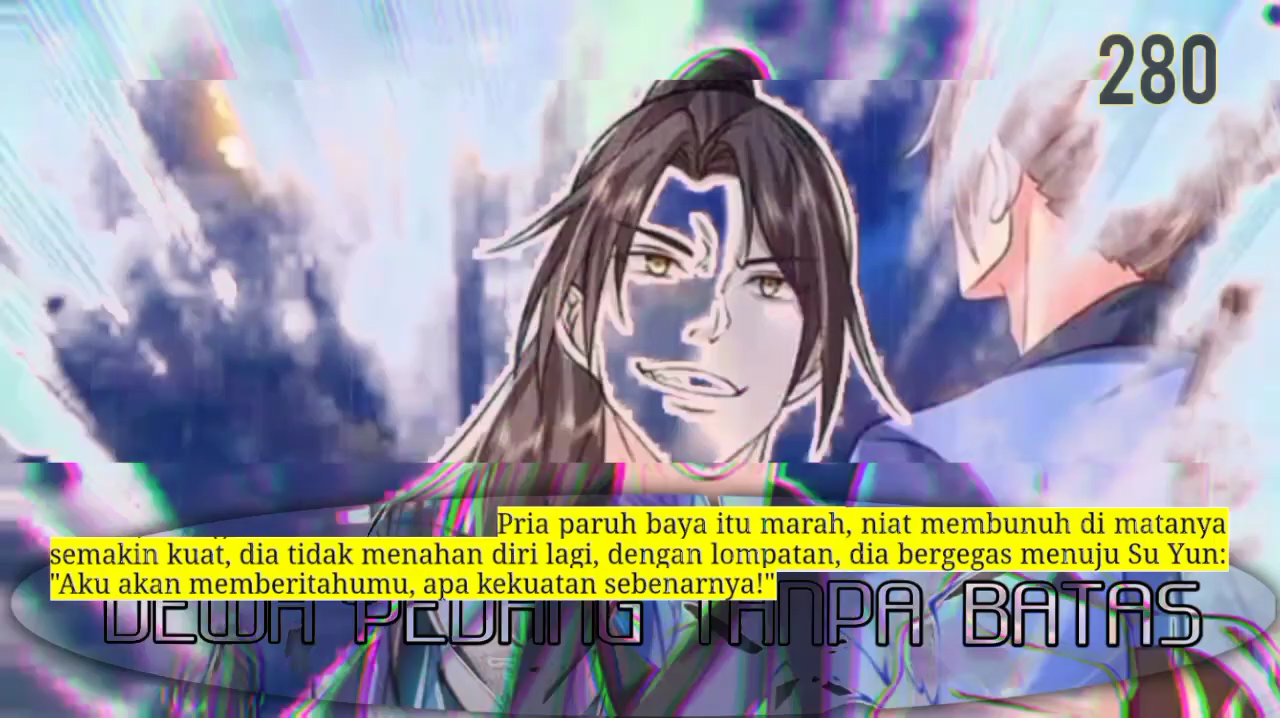 280
Pria paruh baya itu marah, niat membunuh di matanya
semakin kuat, dia tidak menahan diri lagi, dengan lompatan, dia bergegas menuju Su Yun:
"Aku akan memberitahumu, apa kekuatan sebenarnya!"
DEWA PEDANG TANPA BATAS